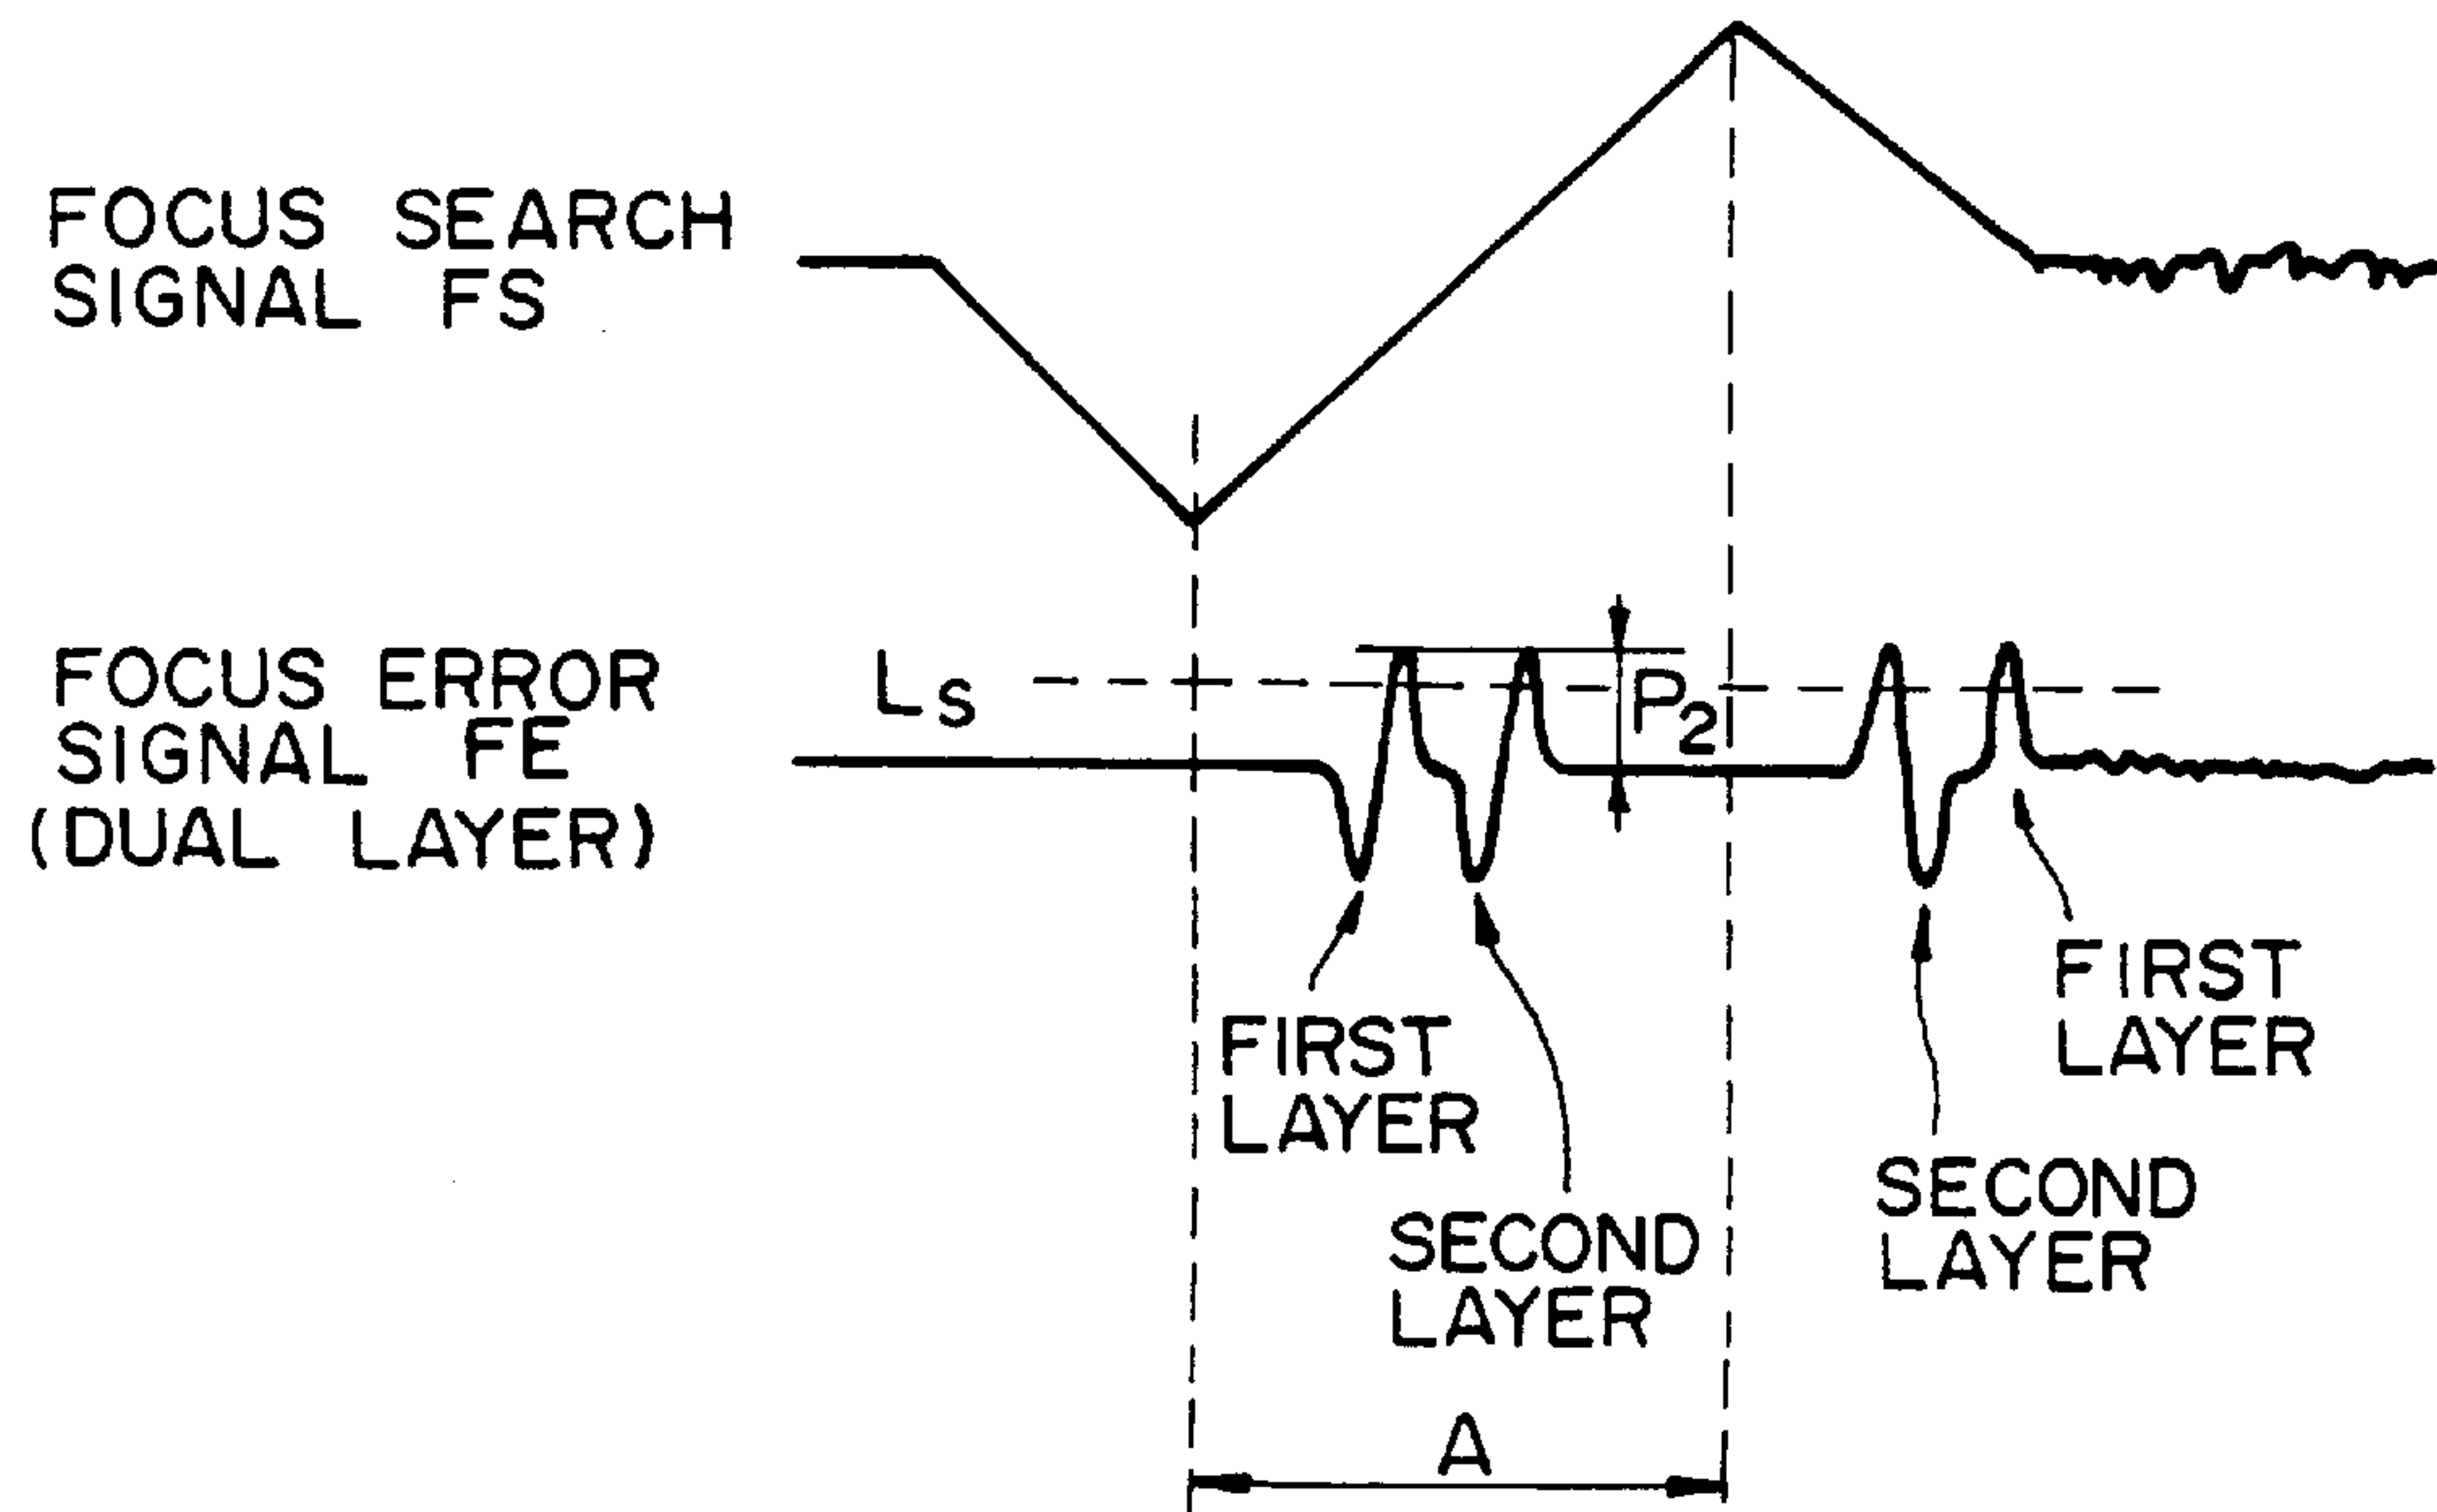 FOCUS SEARCH
SIGNAL FS
FOCUS ERROR
SIGNAL FE
(DUAL LAYER)
Ls
P2
FIRST
LAYER
SECOND
LAYER
SECOND
LAYER
FIRST
LAYER
A